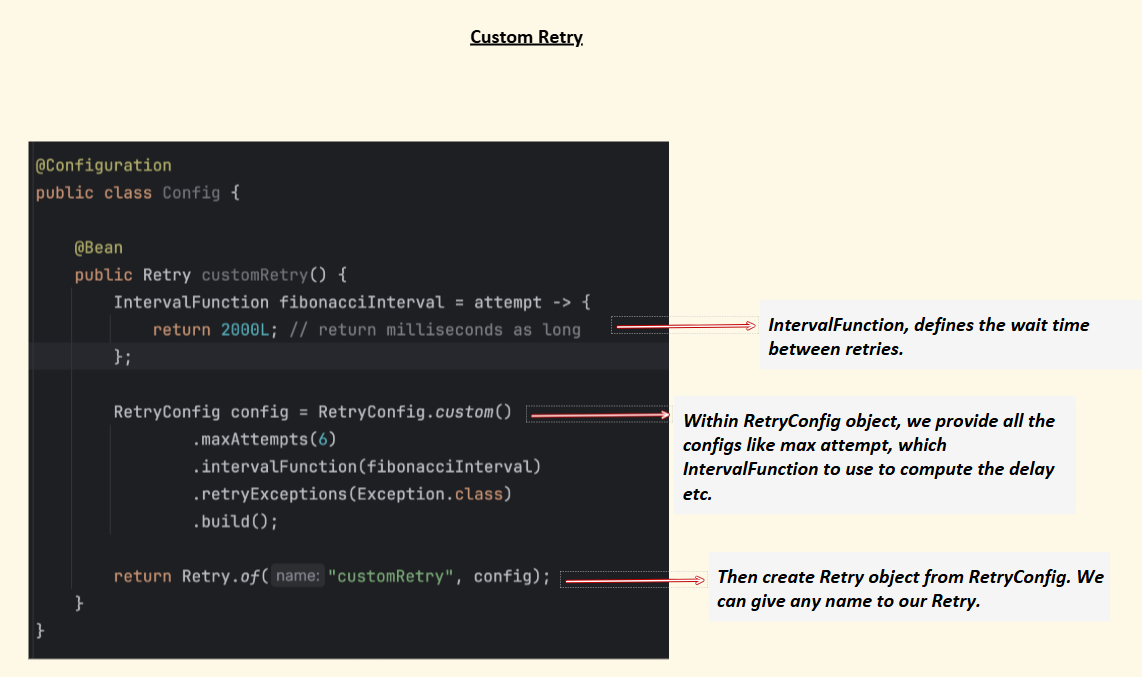 Custom Retry
@Configuration
public class Config {
@Bean
public Retry customRetry() {
IntervalFunction fibonacciInterval = attempt -> {
return 2000L; // return milliseconds as long
};
IntervalFunction, defines the wait time
between retries.
RetryConfig config = RetryConfig.custom()
.maxAttempts(6)
.intervalFunction(fibonacciInterval)
.retryExceptions(Exception.class)
.build();
Within RetryConfig object, we provide all the
configs like max attempt, which
IntervalFunction to use to compute the delay
etc.
return Retry.of( name: "customRetry", config);
}
}
Then create Retry object from RetryConfig. We
can give any name to our Retry.